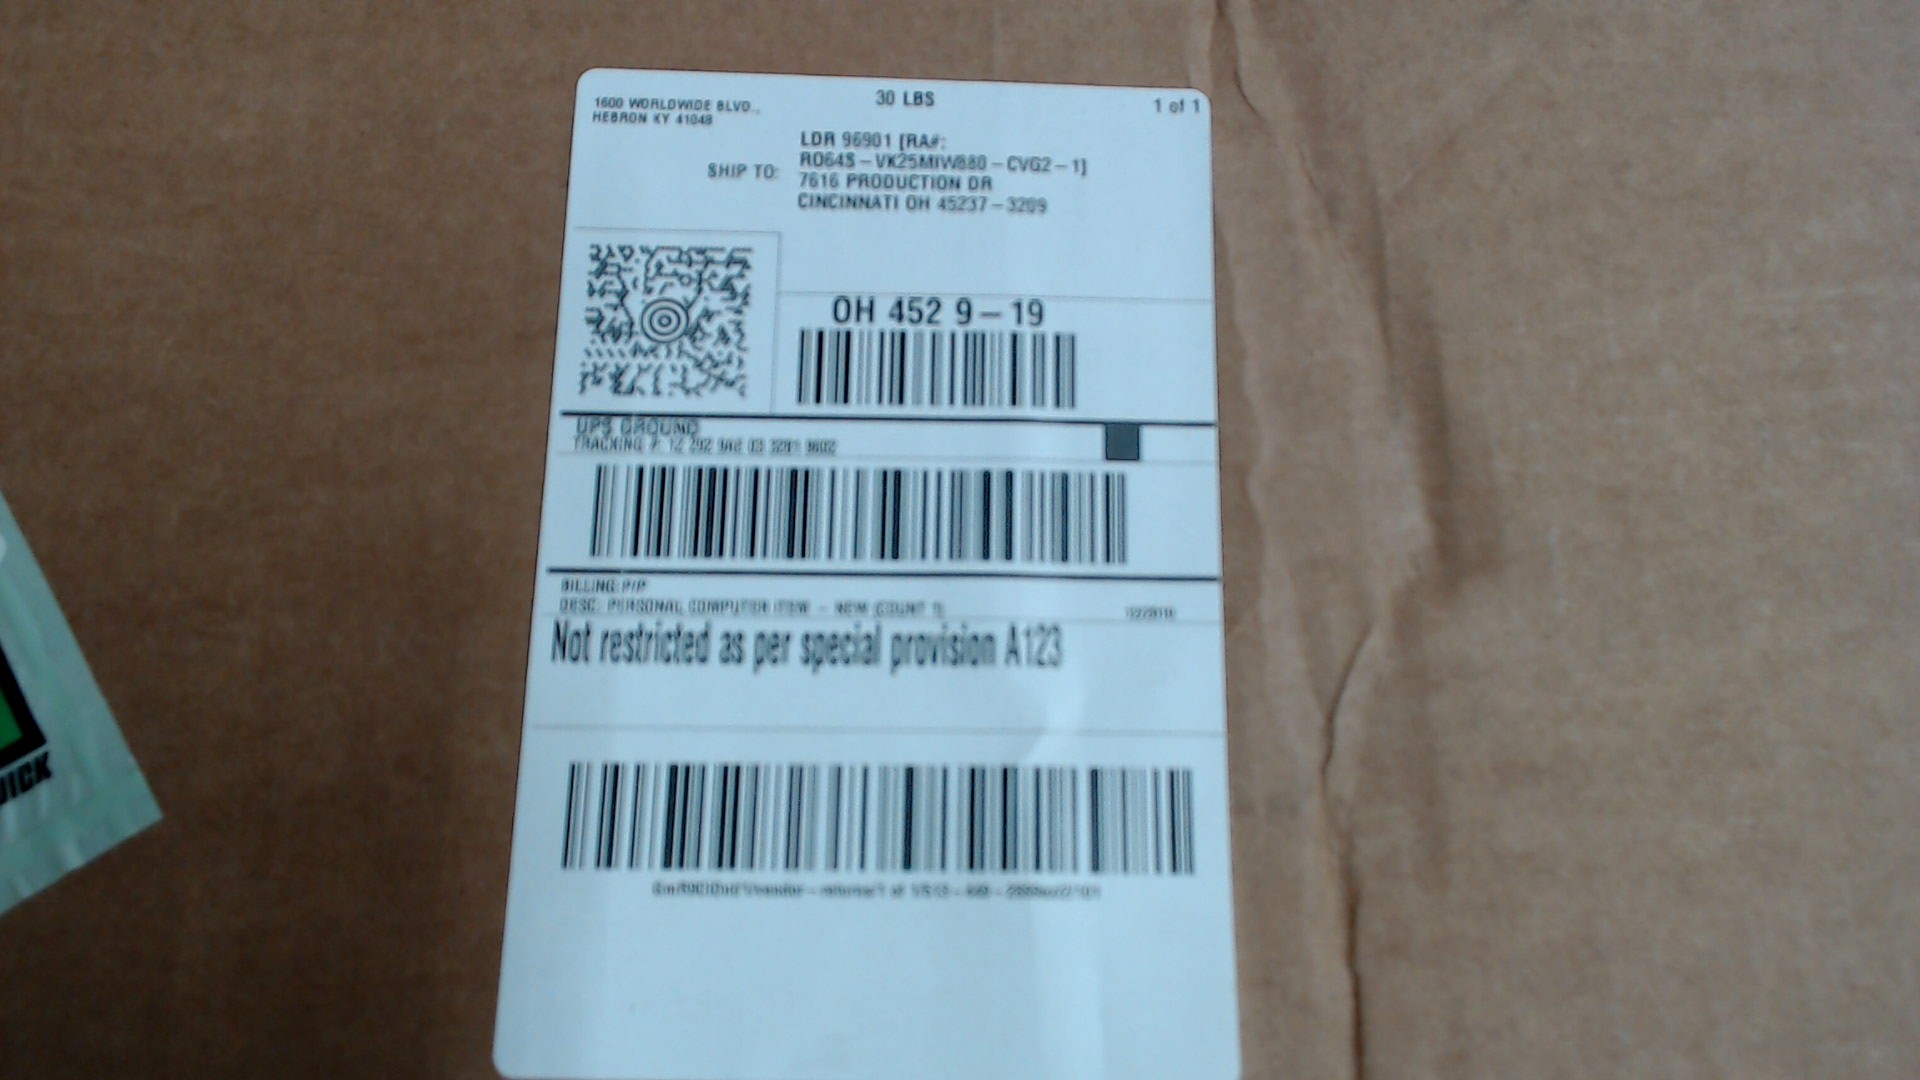 1600 WORLDWIDE BLVD..
HEBRON KY 41048
30 LBS
1 of 1
SHIP TO:
LDR 96901 [RA#:
RO64S-VK25MIW880-CVG2-1]
7616 PRODUCTION DR
CINCINNATI OH 45237-3209
OH 452 9-19
UPS GROUND
TRACKING #: 1Z
BILLING: P/P
DESC: PERSONAL COMPUTER ITEM - NEW COUNT
Not restricted as per special provision A123